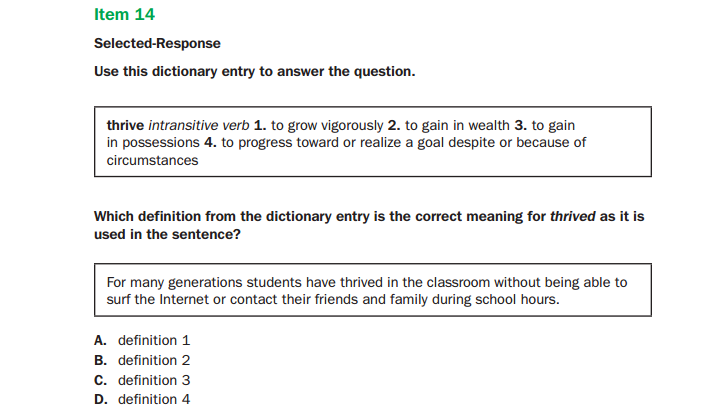 Item 14
Selected-Response
Use this dictionary entry to answer the question.
thrive intransitive verb 1. to grow vigorously 2. to gain in wealth 3. to gain
in possessions 4. to progress toward or realize a goal despite or because of
circumstances
Which definition from the dictionary entry is the correct meaning for thrived as it is
used in the sentence?
For many generations students have thrived in the classroom without being able to
surf the Internet or contact their friends and family during school hours.
A. definition 1
B. definition 2
C. definition 3
D. definition 4